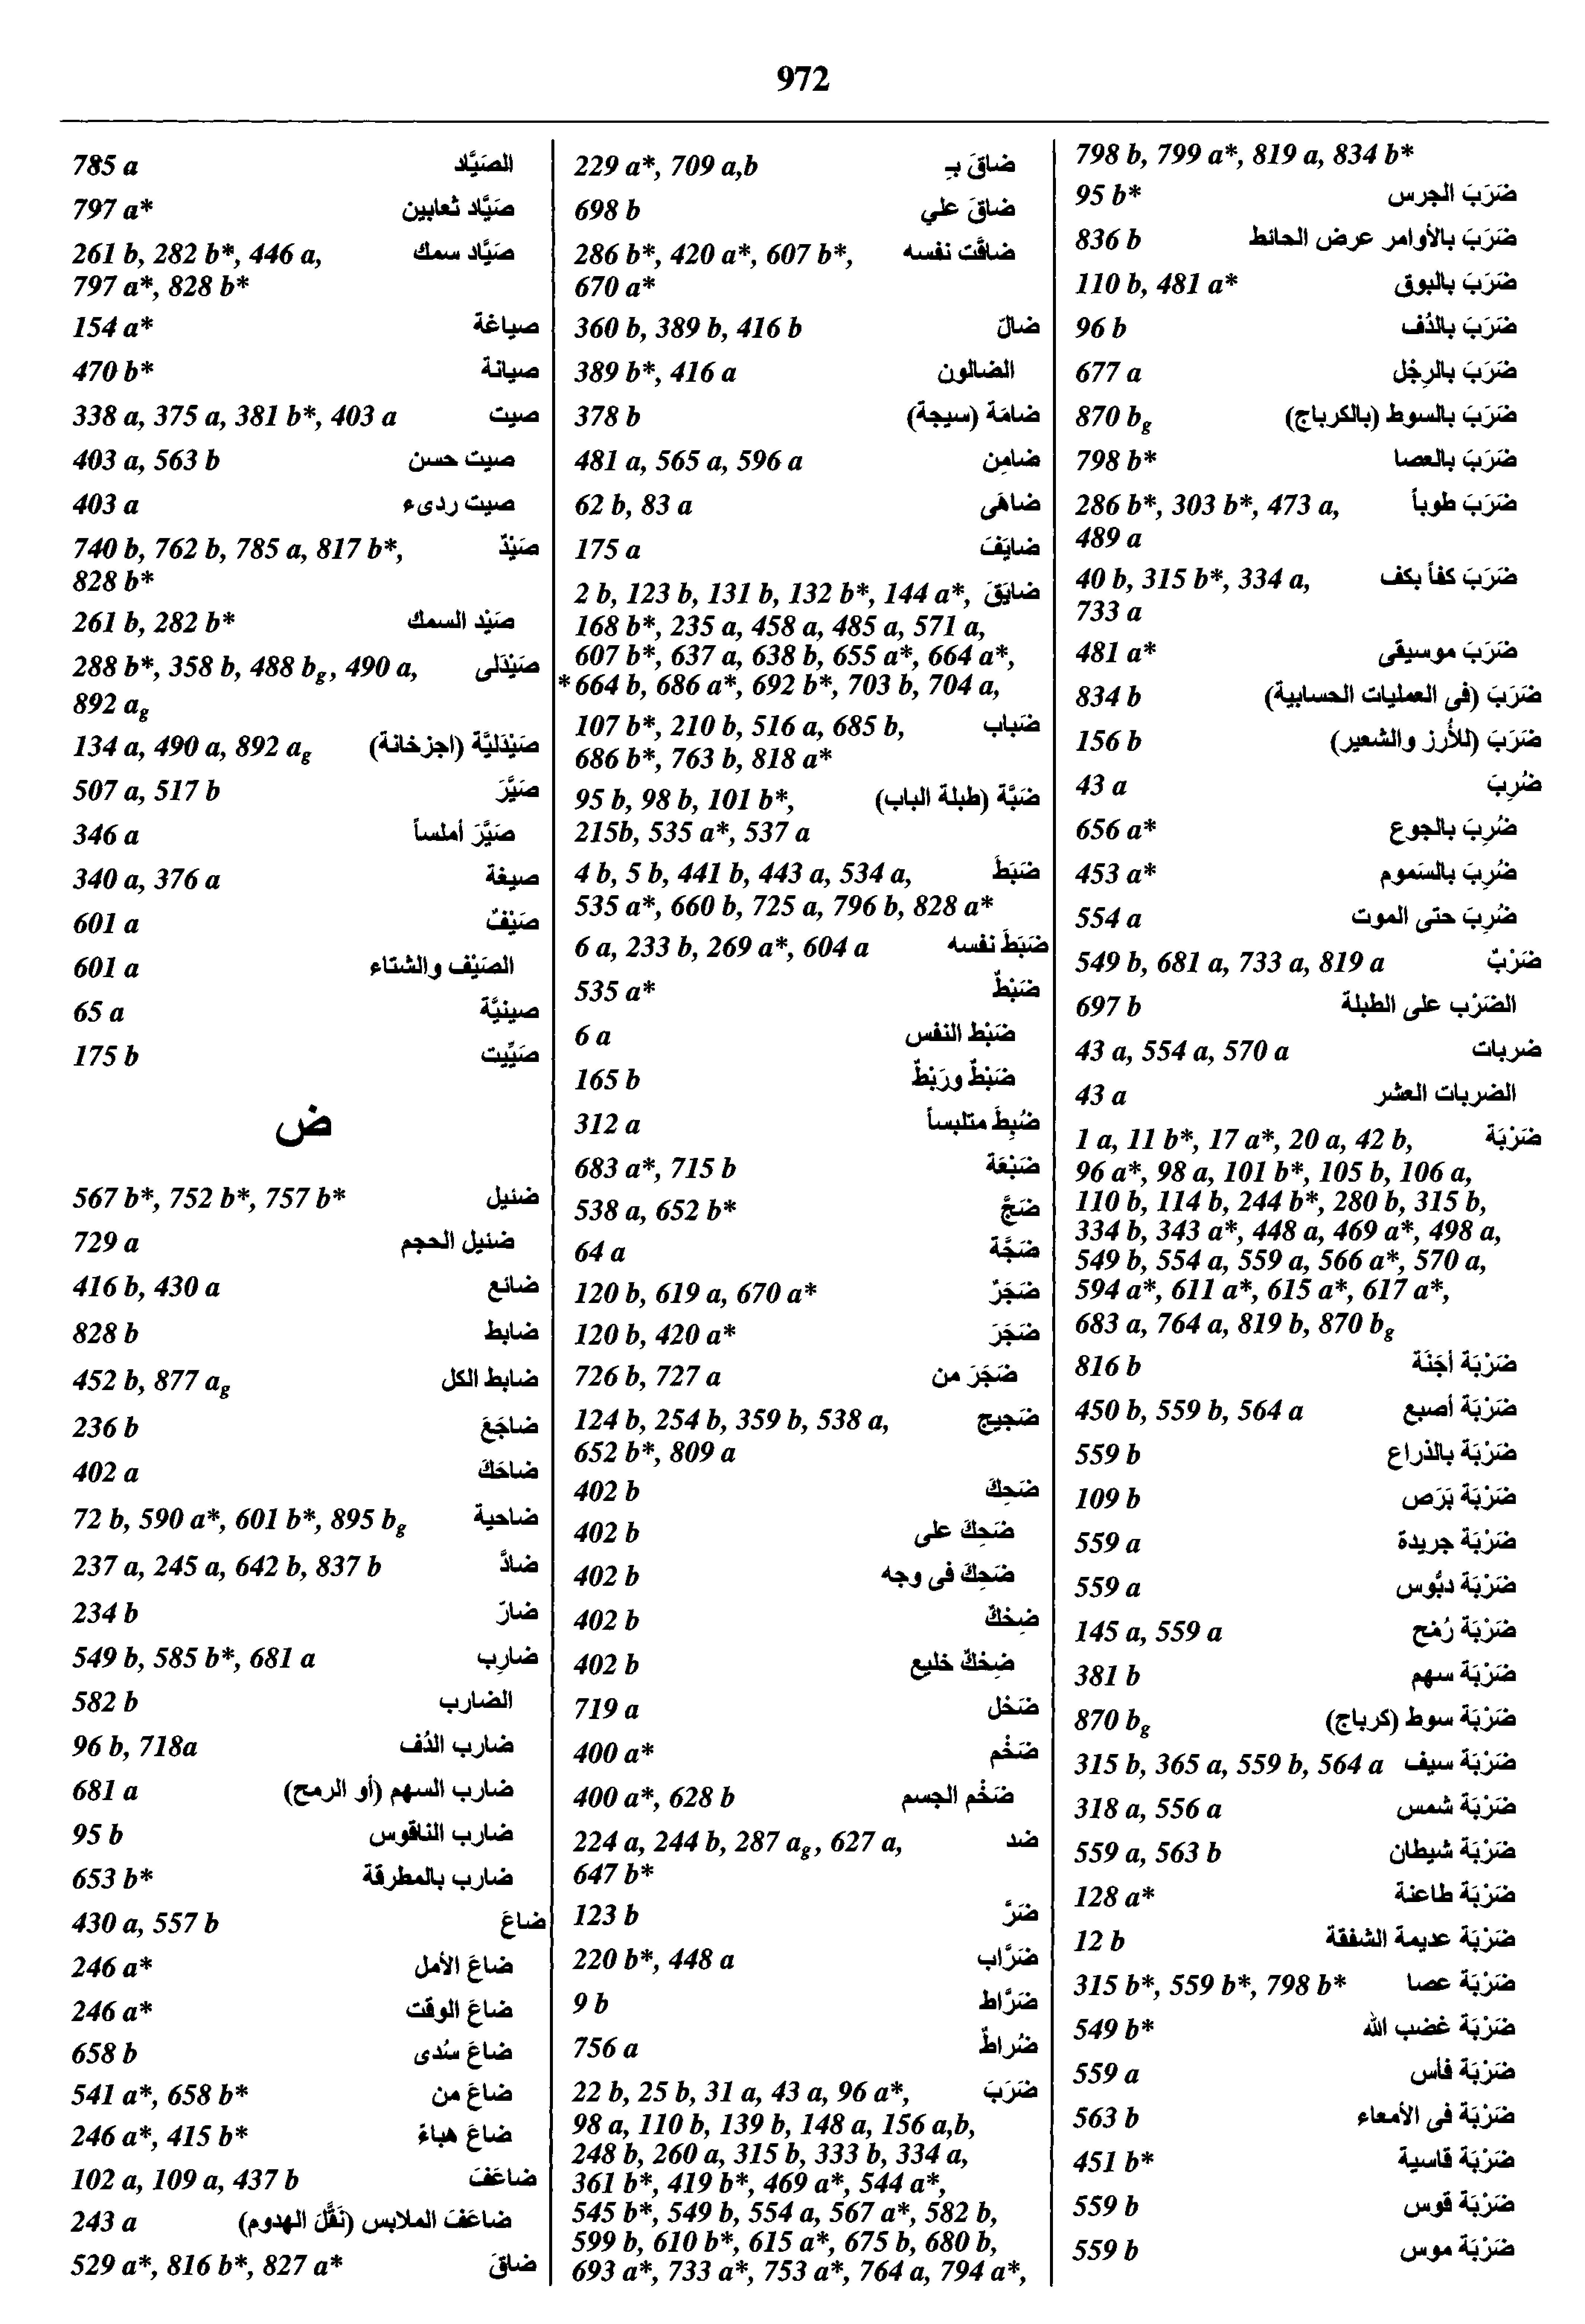 972
785 a الصَيَّاد
797 a* صَيَّاد ثعابين
261 b, 282 b*, 446 a, صَيَّاد سمك
797 a*, 828 b*
154 a* صياغة
470 b* صيانة
338 a, 375 a, 381 b*, 403 a صيت
403 a, 563 b صيت حسن
403 a صيت ردىء
740 b, 762 b, 785 a, 817 b*, صَيْدٌ
828 b*
261 b, 282 b* صَيْد السمك
288 b*, 358 b, 488 bg, 490 a, صَيْدَلى
892 ag
134 a, 490 a, 892 ag صَيْدَليَّة (اجزخانة)
507 a, 517 b صَيَّرَ
346 a صَيَّرَ أملساً
340 a, 376 a صيغة
601 a صَيْفٌ
601 a الصَيْف والشتاء
65 a صينيَّة
175 b صَيِّيت
ض
567 b*, 752 b*, 757 b* ضئيل
729 a ضئيل الحجم
416 b, 430 a ضائع
828 b ضابط
452 b, 877 ag ضابط الكل
236 b ضاجَعَ
402 a ضاحَكَ
72 b, 590 a*, 601 b*, 895 bg ضاحية
237 a, 245 a, 642 b, 837 b ضادَّ
234 b ضارّ
549 b, 585 b*, 681 a ضارِب
582 b الضارب
96 b, 718a ضارب الدُف
681 a ضارب السهم (أو الرمح)
95 b ضارب الناقوس
653 b* ضارب بالمطرقة
430 a, 557 b ضاعَ
246 a* ضاعَ الأمل
246 a* ضاعَ الوقت
658 b ضاعَ سُدى
541 a*, 658 b* ضاعَ من
246 a*, 415 b* ضاعَ هباءً
102 a, 109 a, 437 b ضاعَفَ
243 a ضاعَفَ الملابس (تَقَّلَ الهدوم)
529 a*, 816 b*, 827 a* ضاقَ
229 a*, 709 a,b ضاقَ بـِ
698 b ضاقَ علي
286 b*, 420 a*, 607 b*, ضاقَت نفسه
670 a*
360 b, 389 b, 416 b ضالّ
389 b*, 416 a الضالون
378 b ضامَة (سيجة)
481 a, 565 a, 596 a ضامِن
62 b, 83 a ضاهَى
175 a ضايَفَ
2 b, 123 b, 131 b, 132 b*, 144 a*, ضايَقَ
168 b*, 235 a, 458 a, 485 a, 571 a,
607 b*, 637 a, 638 b, 655 a*, 664 a*,
*664 b, 686 a*, 692 b*, 703 b, 704 a,
107 b*, 210 b, 516 a, 685 b, ضَباب
686 b*, 763 b, 818 a*
95 b, 98 b, 101 b*, ضَبَّة (طبلة الباب)
215b, 535 a*, 537 a
4 b, 5 b, 441 b, 443 a, 534 a, ضَبَطَ
535 a*, 660 b, 725 a, 796 b, 828 a*
6 a, 233 b, 269 a*, 604 a ضَبَطَ نفسه
535 a* ضَبْطٌ
6 a ضَبْط النفس
165 b ضَبْطٌ ورَبْطٌ
312 a ضُبِطَ متلبساً
683 a*, 715 b ضَبْعَة
538 a, 652 b* ضَجَّ
64 a ضَجَّة
120 b, 619 a, 670 a* ضَجَرٌ
120 b, 420 a* ضَجَرَ
726 b, 727 a ضَجَرَ من
124 b, 254 b, 359 b, 538 a, ضَجيج
652 b*, 809 a
402 b ضَحِكَ
402 b ضَحِكَ على
402 b ضَحِكَ فى وجه
402 b ضِحْكٌ
402 b ضِحْكٌ خليع
719 a ضَحْل
400 a* ضَخْم
400 a*, 628 b ضَخْم الجسم
224 a, 244 b, 287 ag, 627 a, ضد
647 b*
123 b ضَرَّ
220 b*, 448 a ضَرَّاب
9 b ضَرَّاط
756 a ضُراطٌ
22 b, 25 b, 31 a, 43 a, 96 a*, ضَرَبَ
98 a, 110 b, 139 b, 148 a, 156 a,b,
248 b, 260 a, 315 b, 333 b, 334 a,
361 b*, 419 b*, 469 a*, 544 a*,
545 b*, 549 b, 554 a, 567 a*, 582 b,
599 b, 610 b*, 615 a*, 675 b, 680 b,
693 a*, 733 a*, 753 a*, 764 a, 794 a*,
798 b, 799 a*, 819 a, 834 b*
95 b* ضَرَبَ الجرس
836 b ضَرَبَ بالأوامر عرض الحائط
110 b, 481 a* ضَرَبَ بالبوق
96 b ضَرَبَ بالدُف
677 a ضَرَبَ بالرِجْل
870 bg ضَرَبَ بالسوط (بالكرباج)
798 b* ضَرَبَ بالعصا
286 b*, 303 b*, 473 a, ضَرَبَ طوباً
489 a
40 b, 315 b*, 334 a, ضَرَبَ كفاً بكف
733 a
481 a* ضَرَبَ موسيقى
834 b ضَرَبَ (فى العمليات الحسابية)
156 b ضَرَبَ (للأُرز والشعير)
43 a ضُرِبَ
656 a* ضُرِبَ بالجوع
453 a* ضُرِبَ بالسَموم
554 a ضُرِبَ حتى الموت
549 b, 681 a, 733 a, 819 a ضَرْبٌ
697 b الضَرْب على الطبلة
43 a, 554 a, 570 a ضربات
43 a الضربات العشر
1 a, 11 b*, 17 a*, 20 a, 42 b, ضَرْبَة
96 a*, 98 a, 101 b*, 105 b, 106 a,
110 b, 114 b, 244 b*, 280 b, 315 b,
334 b, 343 a*, 448 a, 469 a*, 498 a,
549 b, 554 a, 559 a, 566 a*, 570 a,
594 a*, 611 a*, 615 a*, 617 a*,
683 a, 764 a, 819 b, 870 bg
816 b ضَرْبَة أجَنَة
450 b, 559 b, 564 a ضَرْبَة أصبع
559 b ضَرْبَة بالذراع
109 b ضَرْبَة بَرَص
559 a ضَرْبَة جريدة
559 a ضَرْبَة دبُّوس
145 a, 559 a ضَرْبَة رُمْح
381 b ضَرْبَة سهم
870 bg ضَرْبَة سوط (كرباج)
315 b, 365 a, 559 b, 564 a ضَرْبَة سيف
318 a, 556 a ضَرْبَة شمس
559 a, 563 b ضَرْبَة شيطان
128 a* ضَرْبَة طاعنة
12 b ضَرْبَة عديمة الشفقة
315 b*, 559 b*, 798 b* ضَرْبَة عصا
549 b* ضَرْبَة غضب الله
559 a ضَرْبَة فأس
563 b ضَرْبَة فى الأمعاء
451 b* ضَرْبَة قاسية
559 b ضَرْبَة قوس
559 b ضَرْبَة موس